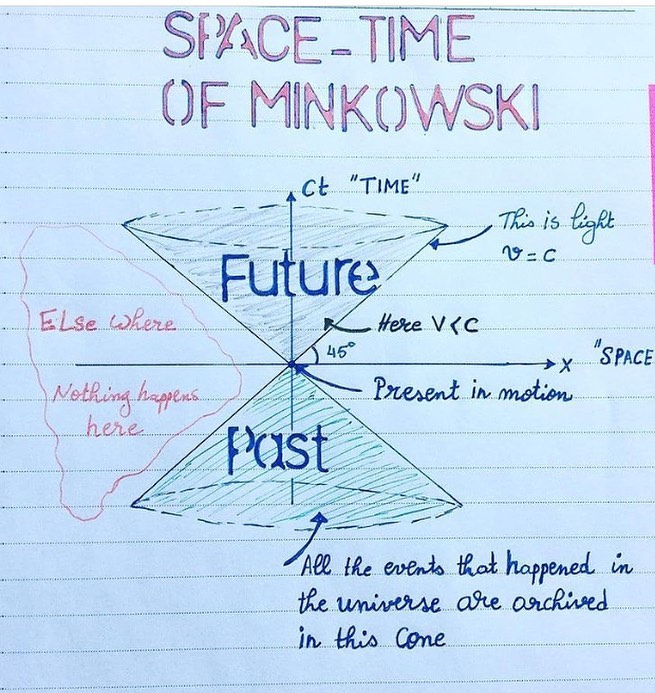 SPACE-TIME
OF MINKOWSKI
Ct "TIME"
This is light
v = c
Future
ELse where
Here V<C
45°
X "SPACE
Nothing happens
here
Present in motion
Past
All the events that happened in
the universe are archived
in this Cone